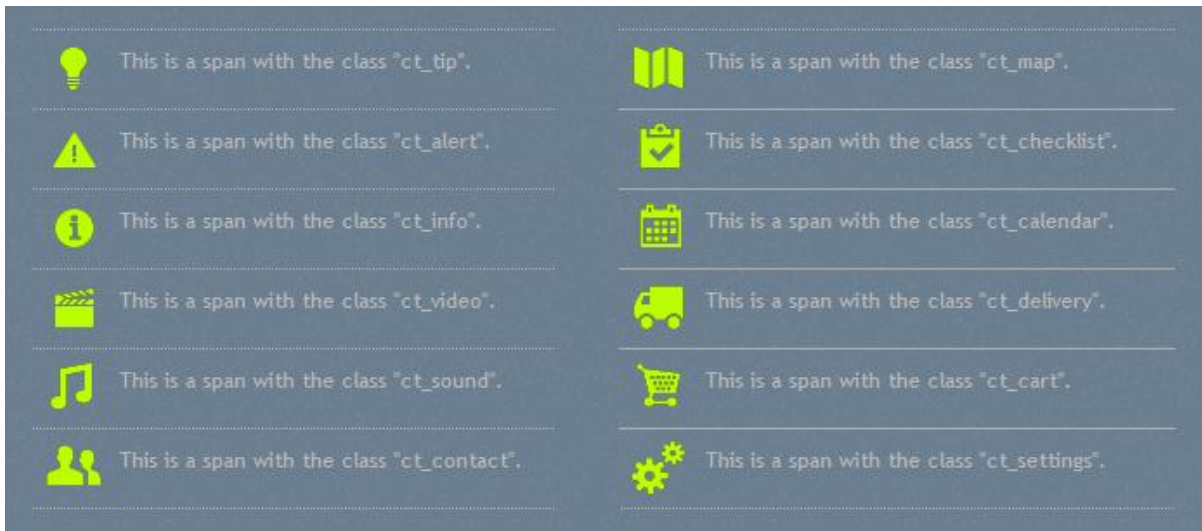 This is a span with the class "ct_tip".
This is a span with the class "ct_alert".
This is a span with the class "ct_info".
This is a span with the class "ct_video".
This is a span with the class "ct_sound".
This is a span with the class "ct_contact".
This is a span with the class "ct_map".
This is a span with the class "ct_checklist".
This is a span with the class "ct_calendar".
This is a span with the class "ct_delivery".
This is a span with the class "ct_cart".
This is a span with the class "ct_settings".